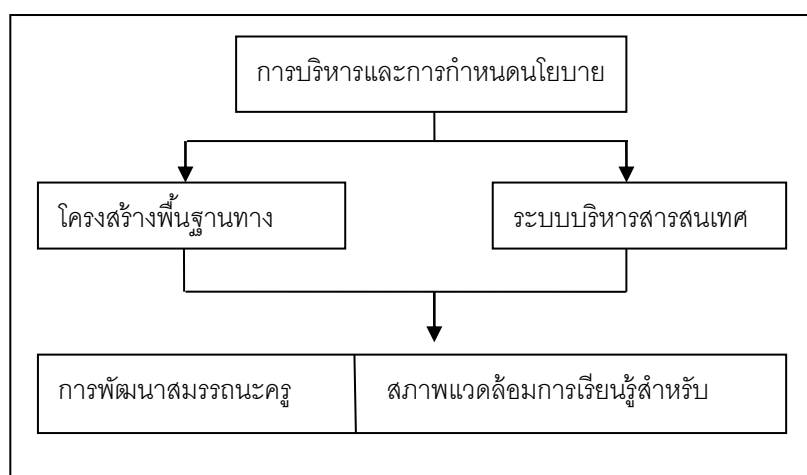 การบริหารและการกำหนดนโยบาย
โครงสร้างพื้นฐานทาง
ระบบบริหารสารสนเทศ
การพัฒนาสมรรถนะครู
สภาพแวดล้อมการเรียนรู้สำหรับ